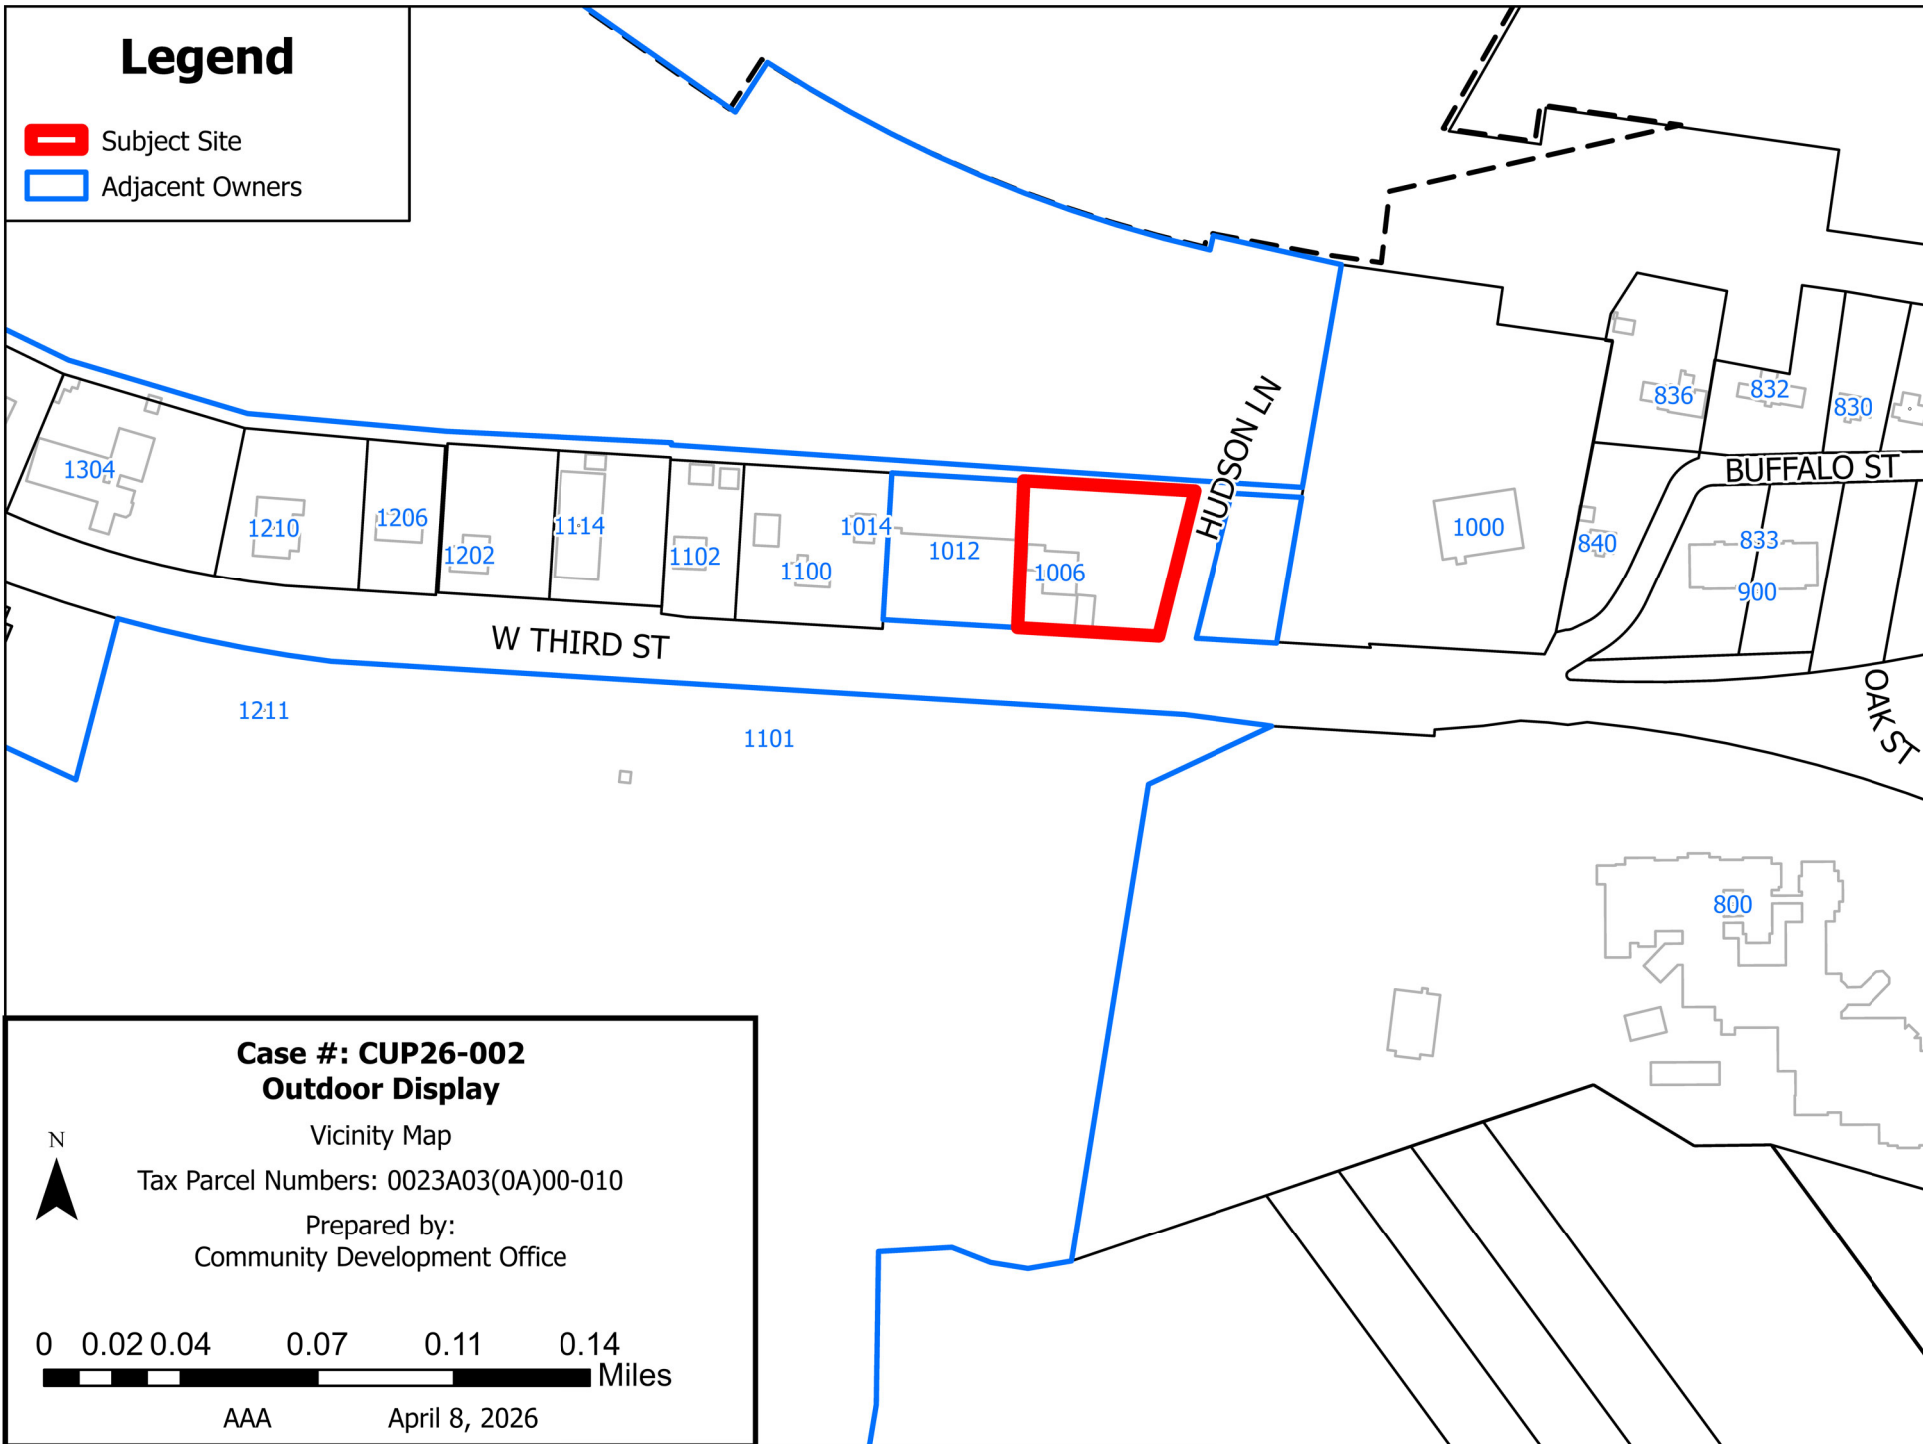 Legend
Subject Site
Adjacent Owners
HUDSON LN
836
832
830
BUFFALO ST
1304
1210
1206
1202
1114
1102
1014
1100
1012
1006
1000
840
833
900
W THIRD ST
OAK ST
1211
1101
800
Case #: CUP26-002
Outdoor Display
Vicinity Map
N
Tax Parcel Numbers: 0023A03(0A)00-010
Prepared by:
Community Development Office
0 0.02 0.04 0.07 0.11 0.14
Miles
AAA April 8, 2026